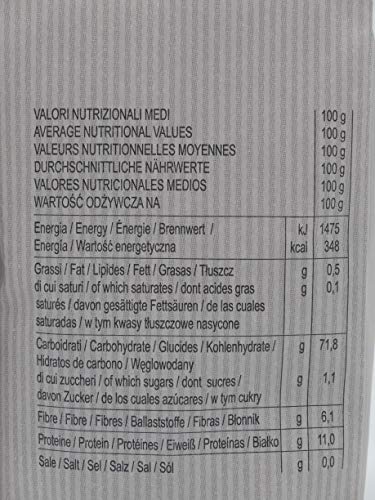 VALORI NUTRIZIONALI MEDI 100 g
AVERAGE NUTRITIONAL VALUES 100 g
VALEURS NUTRITIONNELLES MOYENNES 100 g
DURCHSCHNITTLICHE NÄHRWERTE 100 g
VALORES NUTRICIONALES MEDIOS 100 g
WARTOŚĆ ODŻYWCZA NA 100 g
Energia / Energy / Énergie / Brennwert / kJ 1475
Energía / Wartość energetyczna kcal 348
Grassi / Fat / Lipides / Fett / Grasas / Tłuszcz g 0,5
di cui saturi / of which saturates / dont acides gras g 0,1
saturés / davon gesättigte Fettsäuren / de las cuales
saturadas / w tym kwasy tłuszczowe nasycone
Carboidrati / Carbohydrate / Glucides / Kohlenhydrate / g 71,8
Hidratos de carbono / Węglowodany
di cui zuccheri / of which sugars / dont sucres / g 1,1
davon Zucker / de los cuales azúcares / w tym cukry
Fibre / Fibre / Fibres / Ballaststoffe / Fibras / Błonnik g 6,1
Proteine / Protein / Protéines / Eiweiß / Proteínas / Białko g 11,0
Sale / Salt / Sel / Salz / Sal / Sól g 0,0